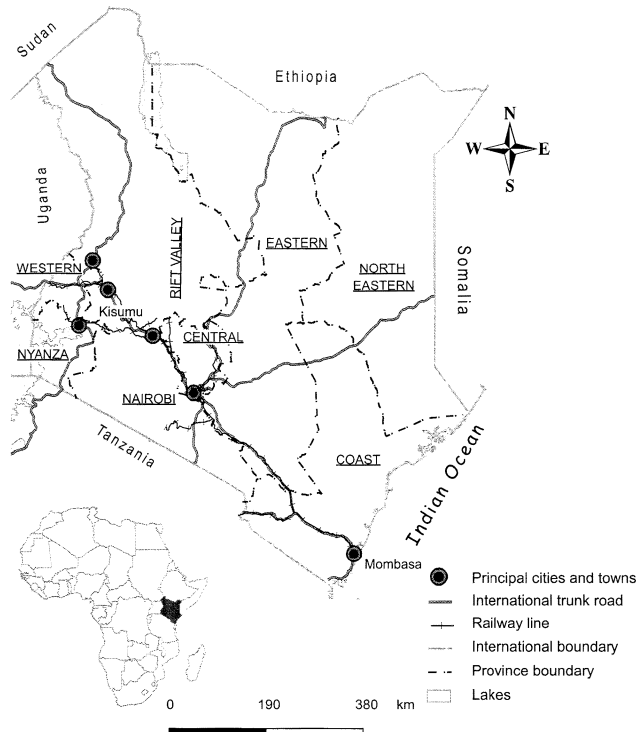 Sudan
Ethiopia
N
W E
S
Uganda
RIFT VALLEY
EASTERN
WESTERN
NORTH
EASTERN
Somalia
Kisumu
NYANZA
CENTRAL
NAIROBI
Tanzania
COAST
Indian Ocean
Mombasa
Principal cities and towns
International trunk road
Railway line
International boundary
Province boundary
Lakes
0 190 380 km